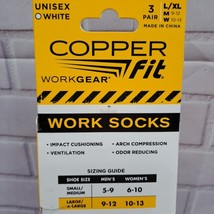 UNISEX
WHITE
3 PAIR
L/XL
M 9-12
W 10-13
MADE IN CHINA
COPPER
fit
WORKGEAR®
WORK SOCKS
• IMPACT CUSHIONING • ARCH COMPRESSION
• VENTILATION • ODOR REDUCING
SIZING GUIDE
SHOE SIZE MEN'S WOMEN'S
SMALL/MEDIUM 5-9 6-10
LARGE/X-LARGE 9-12 10-13